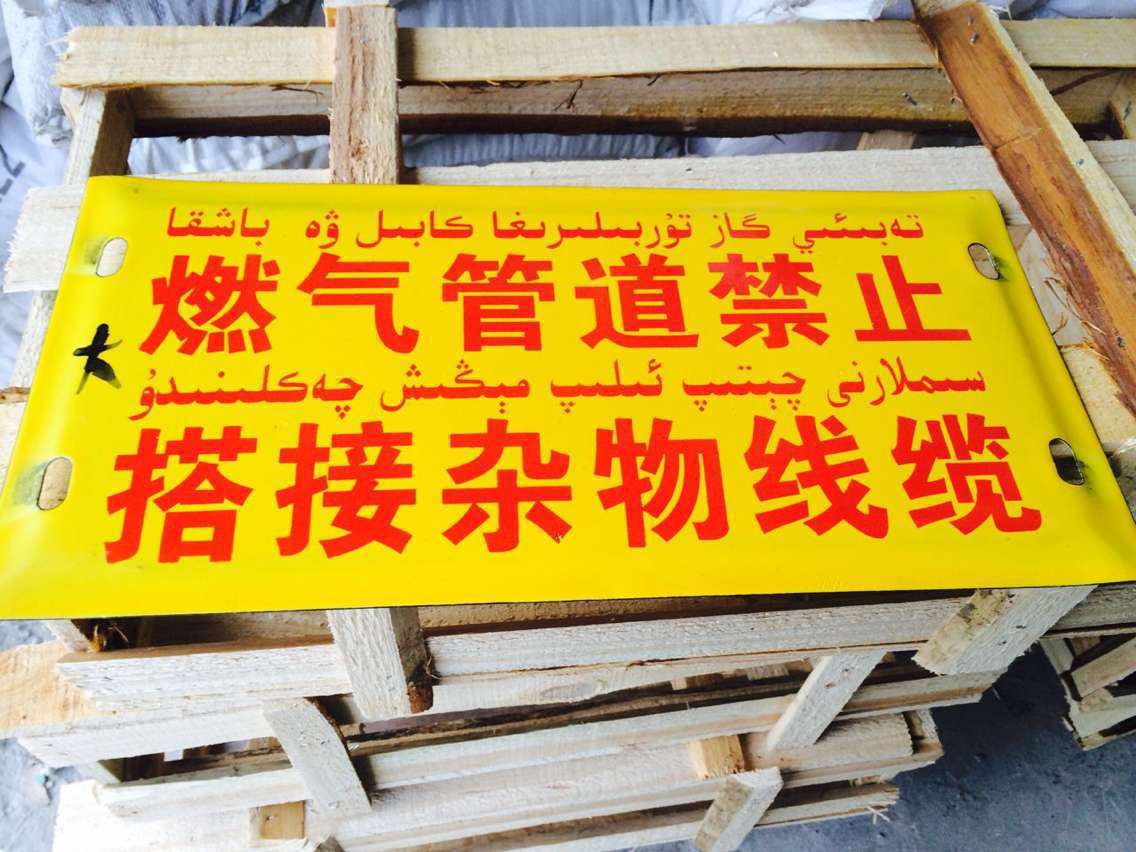 تەبىئىي گاز تۇربىلىرىغا كابىل ۋە باشقا
燃气管道禁止
سىملارنى چېتىپ ئىلىپ مېڭىش چەكلىنىدۇ
搭接杂物线缆